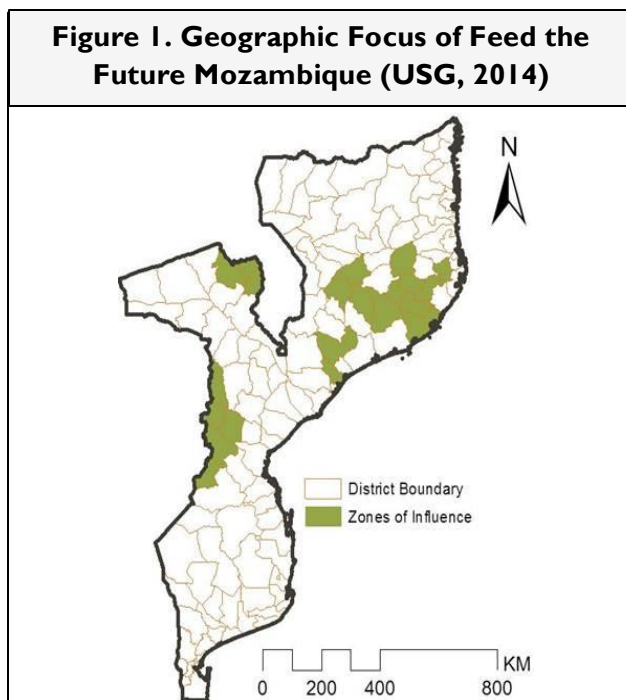 Figure 1. Geographic Focus of Feed the
Future Mozambique (USG, 2014)
N
District Boundary
Zones of Influence
KM
0 200 400 800